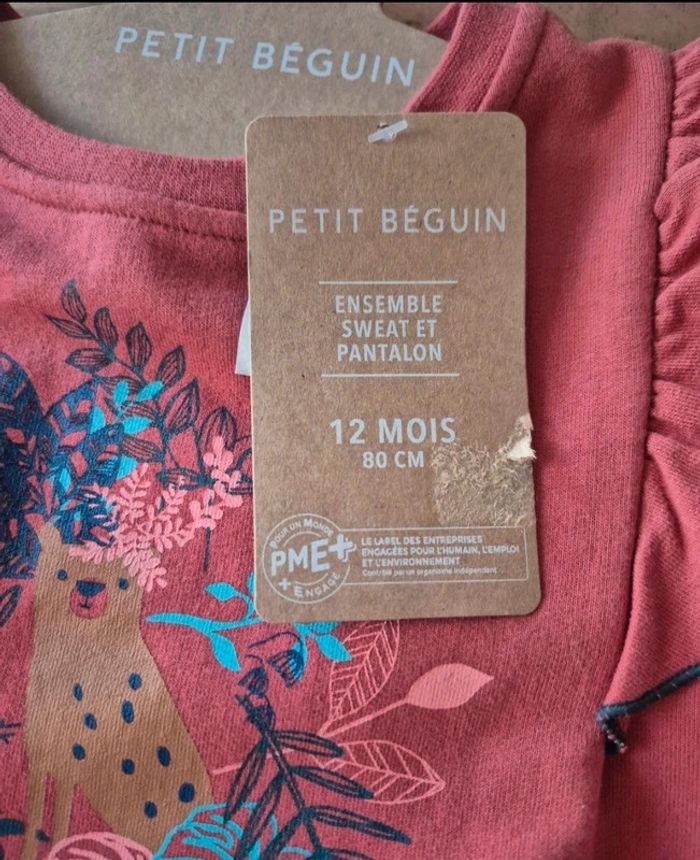 PETIT BÉGUIN
PETIT BÉGUIN
ENSEMBLE
SWEAT ET
PANTALON
12 MOIS
80 CM
POUR UN MONDE
PME+
+ ENGAGÉ
LE LABEL DES ENTREPRISES
ENGAGÉES POUR L'HUMAIN, L'EMPLOI
ET L'ENVIRONNEMENT
Contrôlé par un organisme indépendant